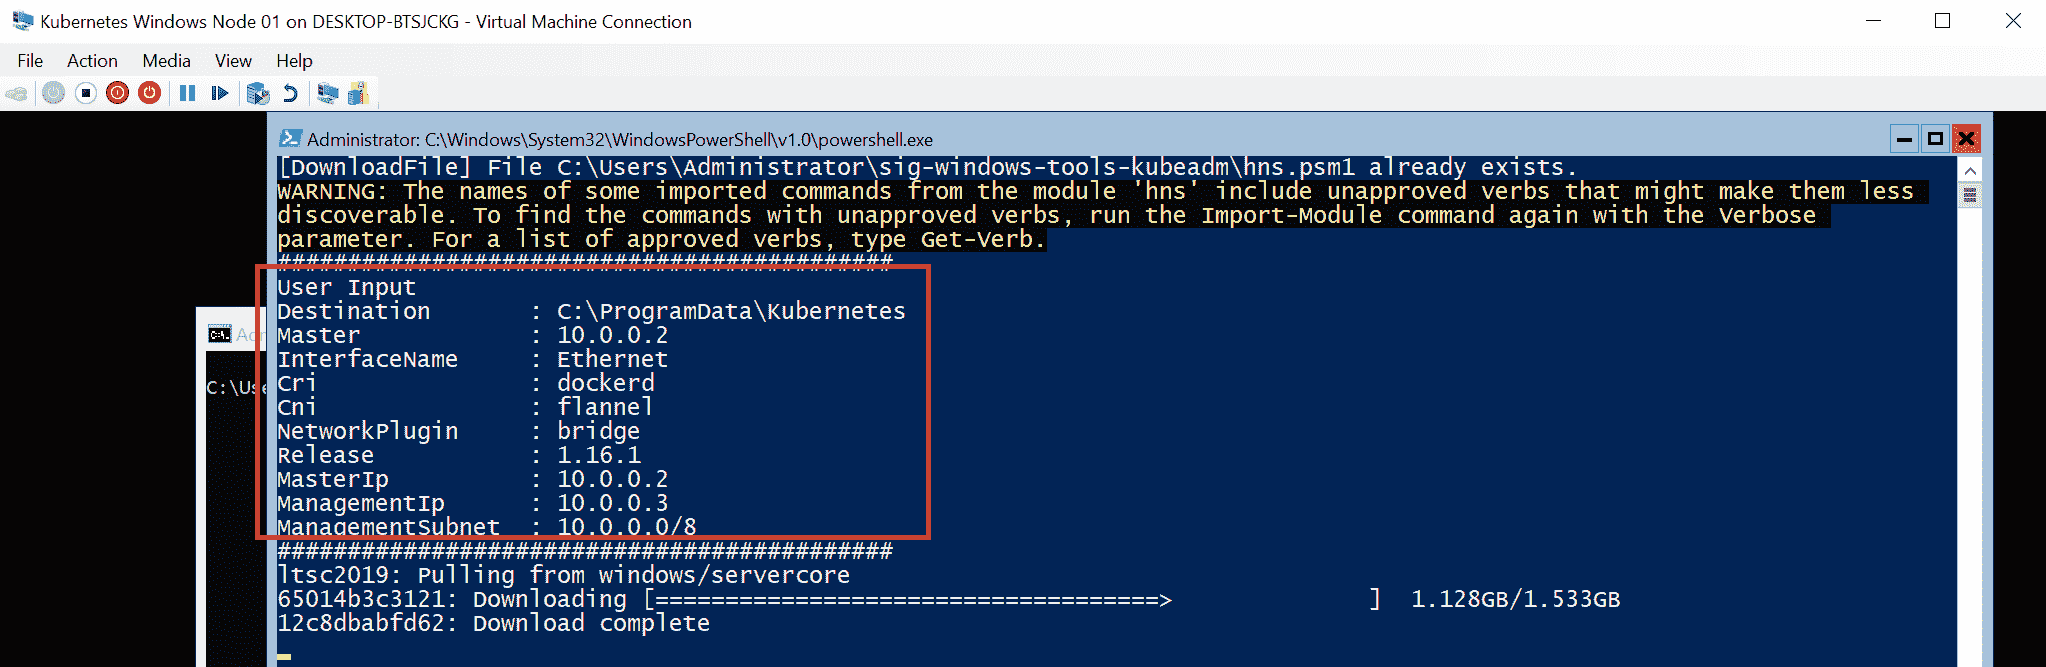 Kubernetes Windows Node 01 on DESKTOP-BTSJCKG - Virtual Machine Connection
File Action Media View Help
Administrator: C:\Windows\System32\WindowsPowerShell\v1.0\powershell.exe
[DownloadFile] File C:\Users\Administrator\sig-windows-tools-kubeadm\hns.psm1 already exists.
WARNING: The names of some imported commands from the module 'hns' include unapproved verbs that might make them less
discoverable. To find the commands with unapproved verbs, run the Import-Module command again with the Verbose
parameter. For a list of approved verbs, type Get-Verb.
############################################
User Input
Destination : C:\ProgramData\Kubernetes
Master : 10.0.0.2
InterfaceName : Ethernet
Cri : dockerd
Cni : flannel
NetworkPlugin : bridge
Release : 1.16.1
MasterIp : 10.0.0.2
ManagementIp : 10.0.0.3
ManagementSubnet : 10.0.0.0/8
############################################
ltsc2019: Pulling from windows/servercore
65014b3c3121: Downloading [====================================> ] 1.128GB/1.533GB
12c8dbabfd62: Download complete
C:\Use